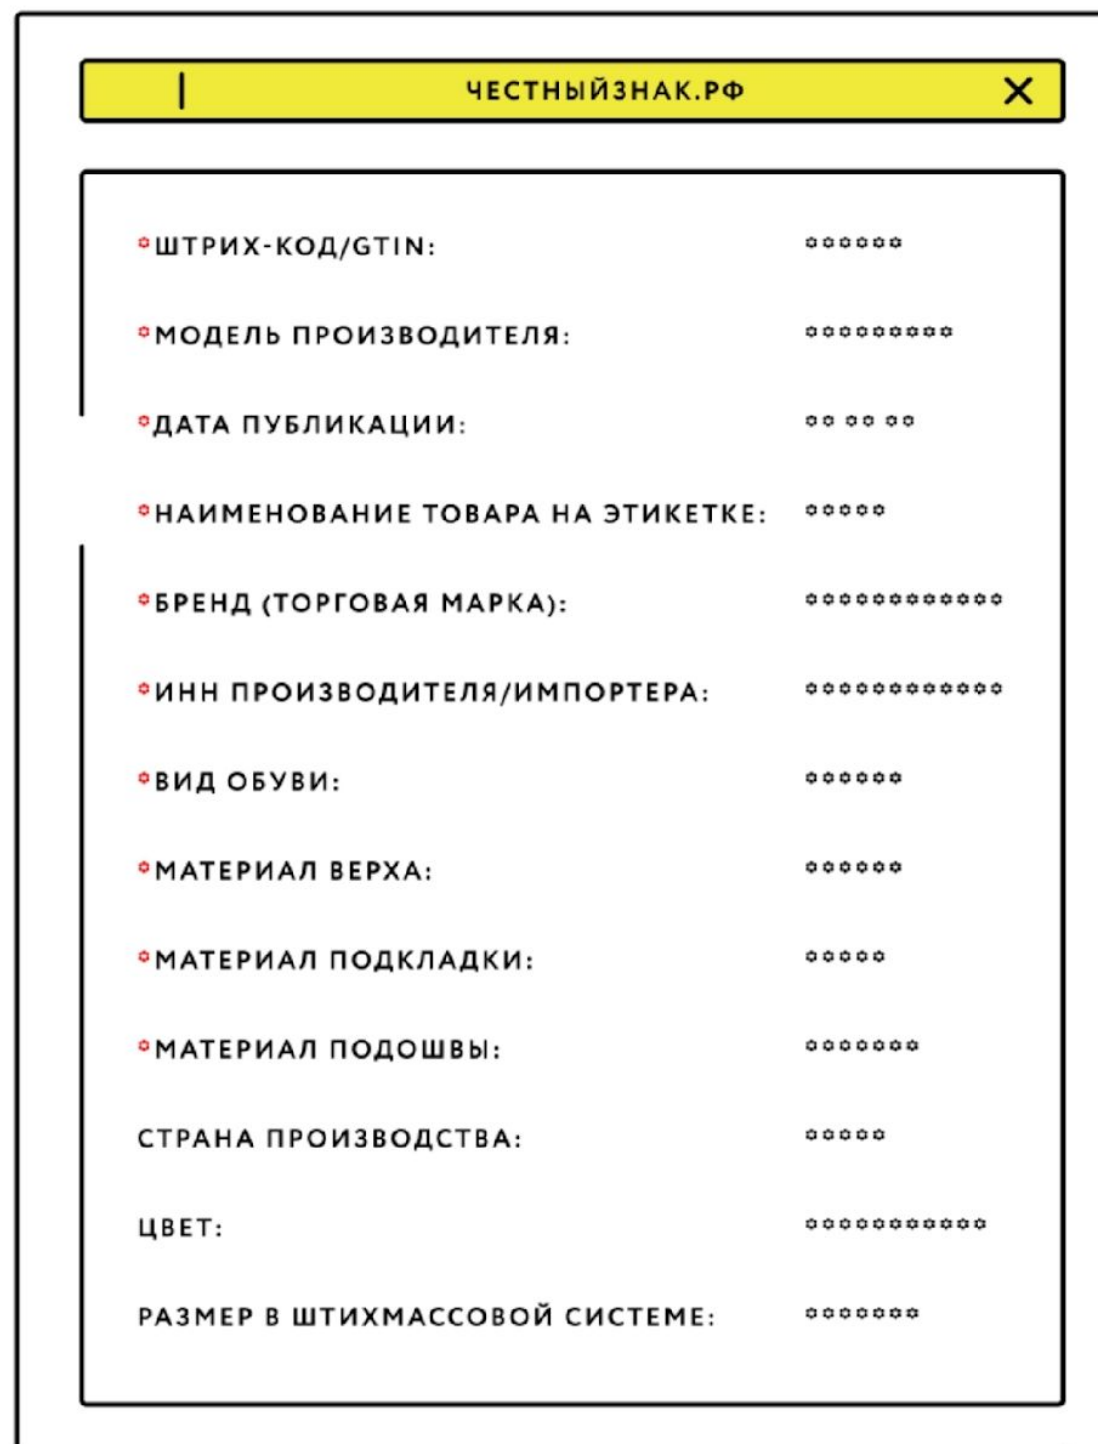 ЧЕСТНЫЙЗНАК.РФ
*ШТРИХ-КОД/GTIN: ******
*МОДЕЛЬ ПРОИЗВОДИТЕЛЯ: *********
*ДАТА ПУБЛИКАЦИИ: ** ** **
*НАИМЕНОВАНИЕ ТОВАРА НА ЭТИКЕТКЕ: *****
*БРЕНД (ТОРГОВАЯ МАРКА): ************
*ИНН ПРОИЗВОДИТЕЛЯ/ИМПОРТЕРА: ************
*ВИД ОБУВИ: ******
*МАТЕРИАЛ ВЕРХА: ******
*МАТЕРИАЛ ПОДКЛАДКИ: *****
*МАТЕРИАЛ ПОДОШВЫ: *******
СТРАНА ПРОИЗВОДСТВА: *****
ЦВЕТ: ***********
РАЗМЕР В ШТИХМАССОВОЙ СИСТЕМЕ: *******